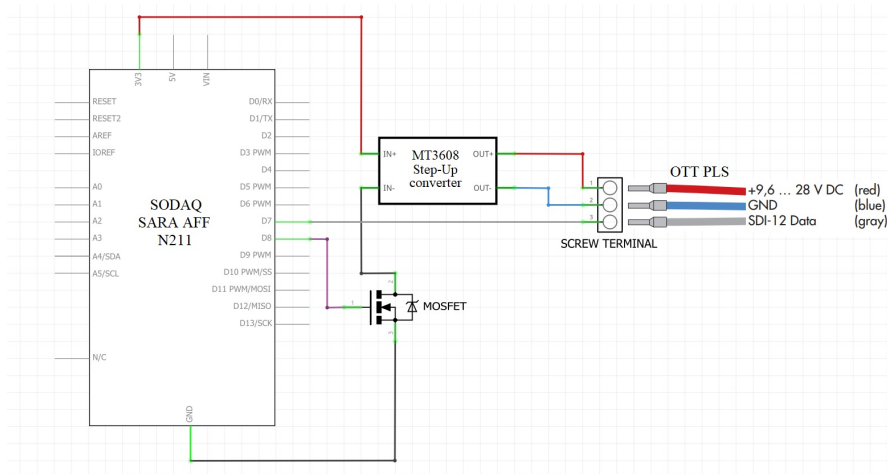 3V3
5V
VIN
RESET
RESET2
AREF
IOREF
A0
A1
A2
A3
A4/SDA
A5/SCL
N/C
SODAQ
SARA AFF
N211
D0/RX
D1/TX
D2
D3 PWM
D4
D5 PWM
D6 PWM
D7
D8
D9 PWM
D10 PWM/SS
D11 PWM/MOSI
D12/MISO
D13/SCK
GND
IN+
IN-
MT3608
Step-Up
converter
OUT+
OUT-
1
2
3
SCREW TERMINAL
OTT PLS
+9,6 ... 28 V DC (red)
GND (blue)
SDI-12 Data (gray)
2
1
3
MOSFET